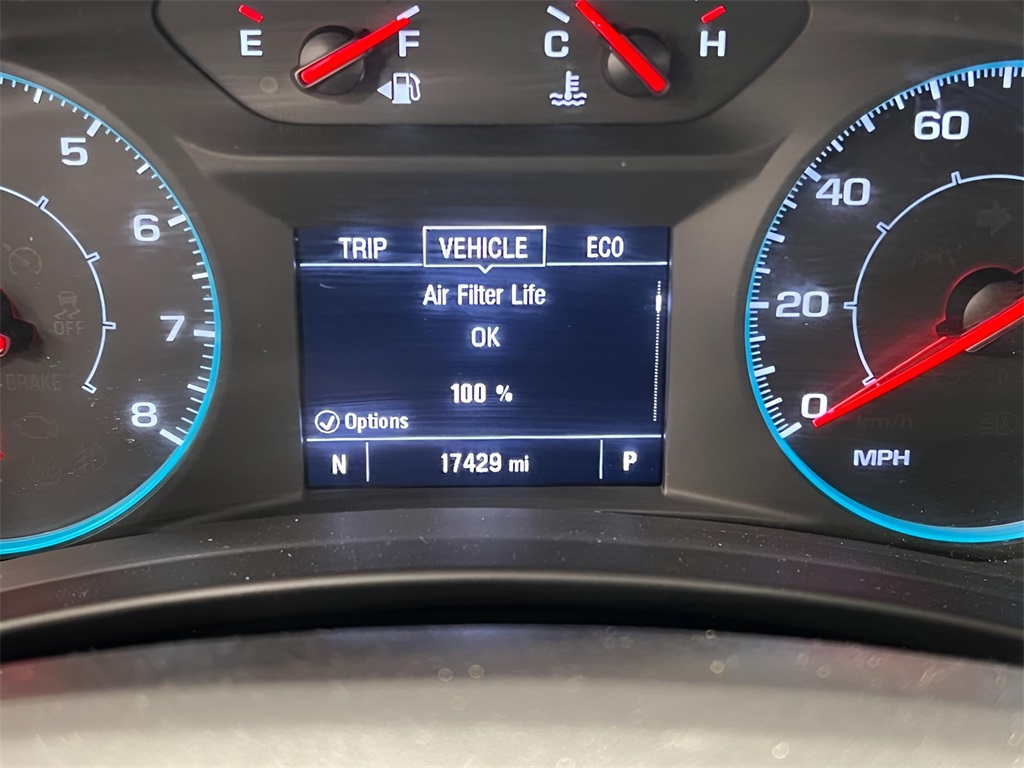 E F C H
5
6
7
8
OFF
BRAKE
TRIP VEHICLE ECO
Air Filter Life
OK
100 %
Options
N 17429 mi P
60
40
20
0
km/h
MPH